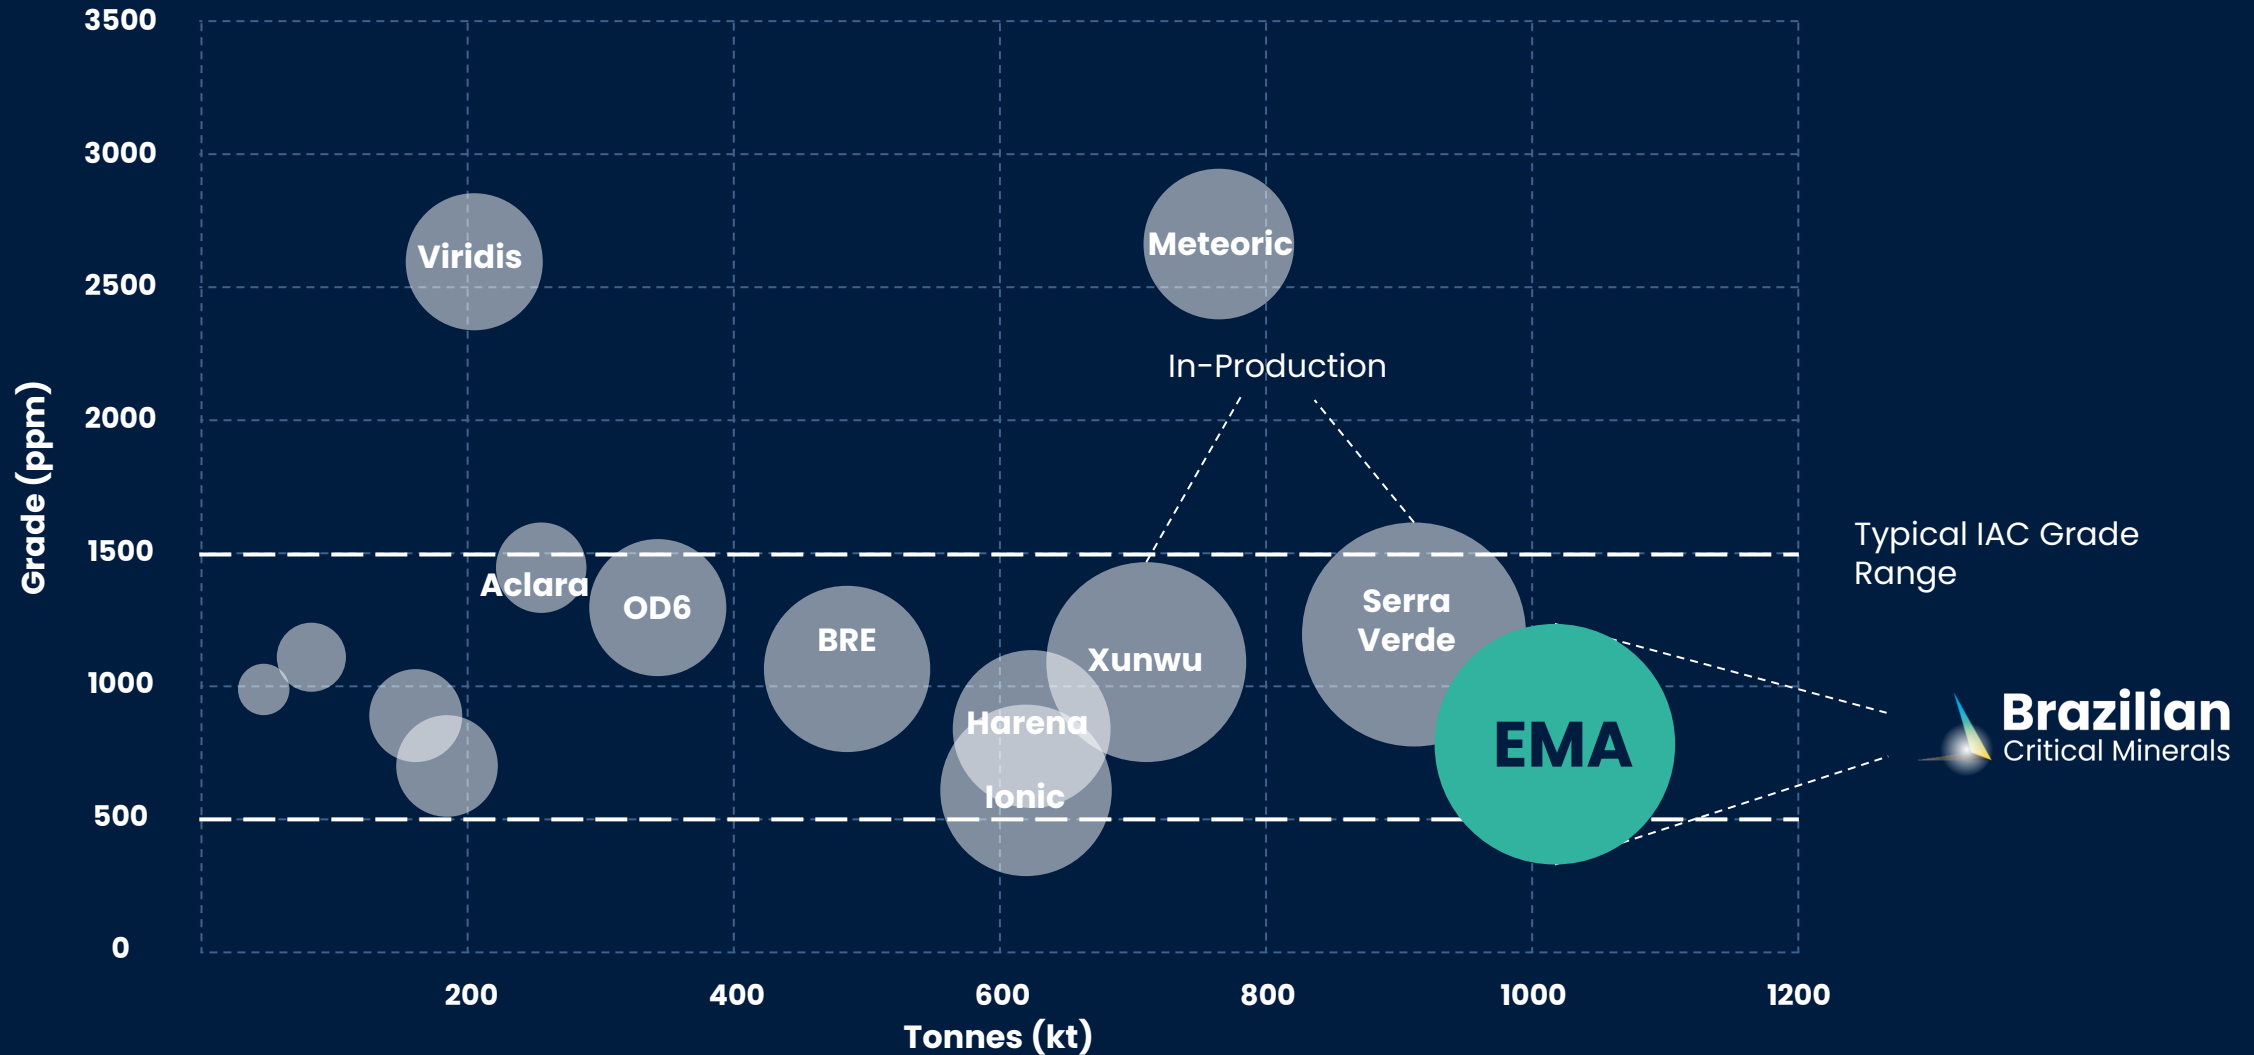 3500
3000
2500
2000
1500
1000
500
0
Grade (ppm)
200
400
600
800
1000
1200
Tonnes (kt)
Viridis
Meteoric
In-Production
Aclara
OD6
BRE
Xunwu
Harena
Ionic
Serra
Verde
EMA
Typical IAC Grade
Range
Brazilian
Critical Minerals